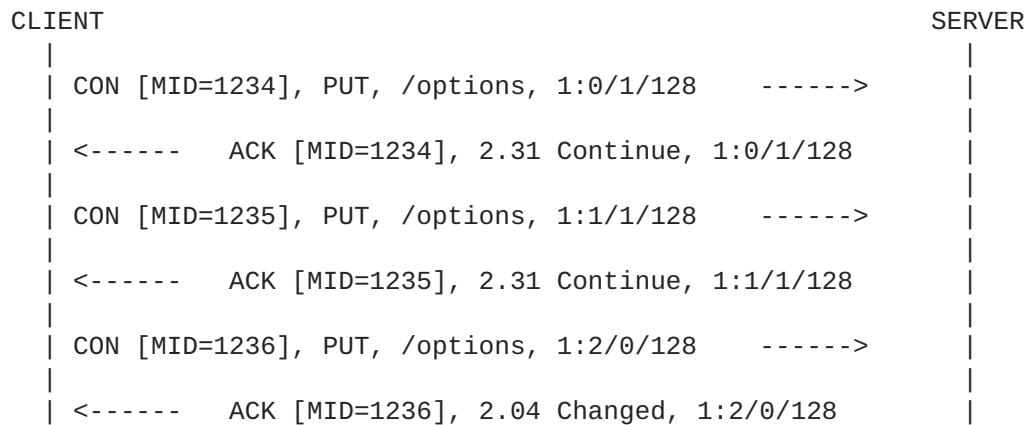 CLIENT                                                     SERVER
  |                                                          |
  | CON [MID=1234], PUT, /options, 1:0/1/128    ------>      |
  |                                                          |
  | <------   ACK [MID=1234], 2.31 Continue, 1:0/1/128       |
  |                                                          |
  | CON [MID=1235], PUT, /options, 1:1/1/128    ------>      |
  |                                                          |
  | <------   ACK [MID=1235], 2.31 Continue, 1:1/1/128       |
  |                                                          |
  | CON [MID=1236], PUT, /options, 1:2/0/128    ------>      |
  |                                                          |
  | <------   ACK [MID=1236], 2.04 Changed, 1:2/0/128        |